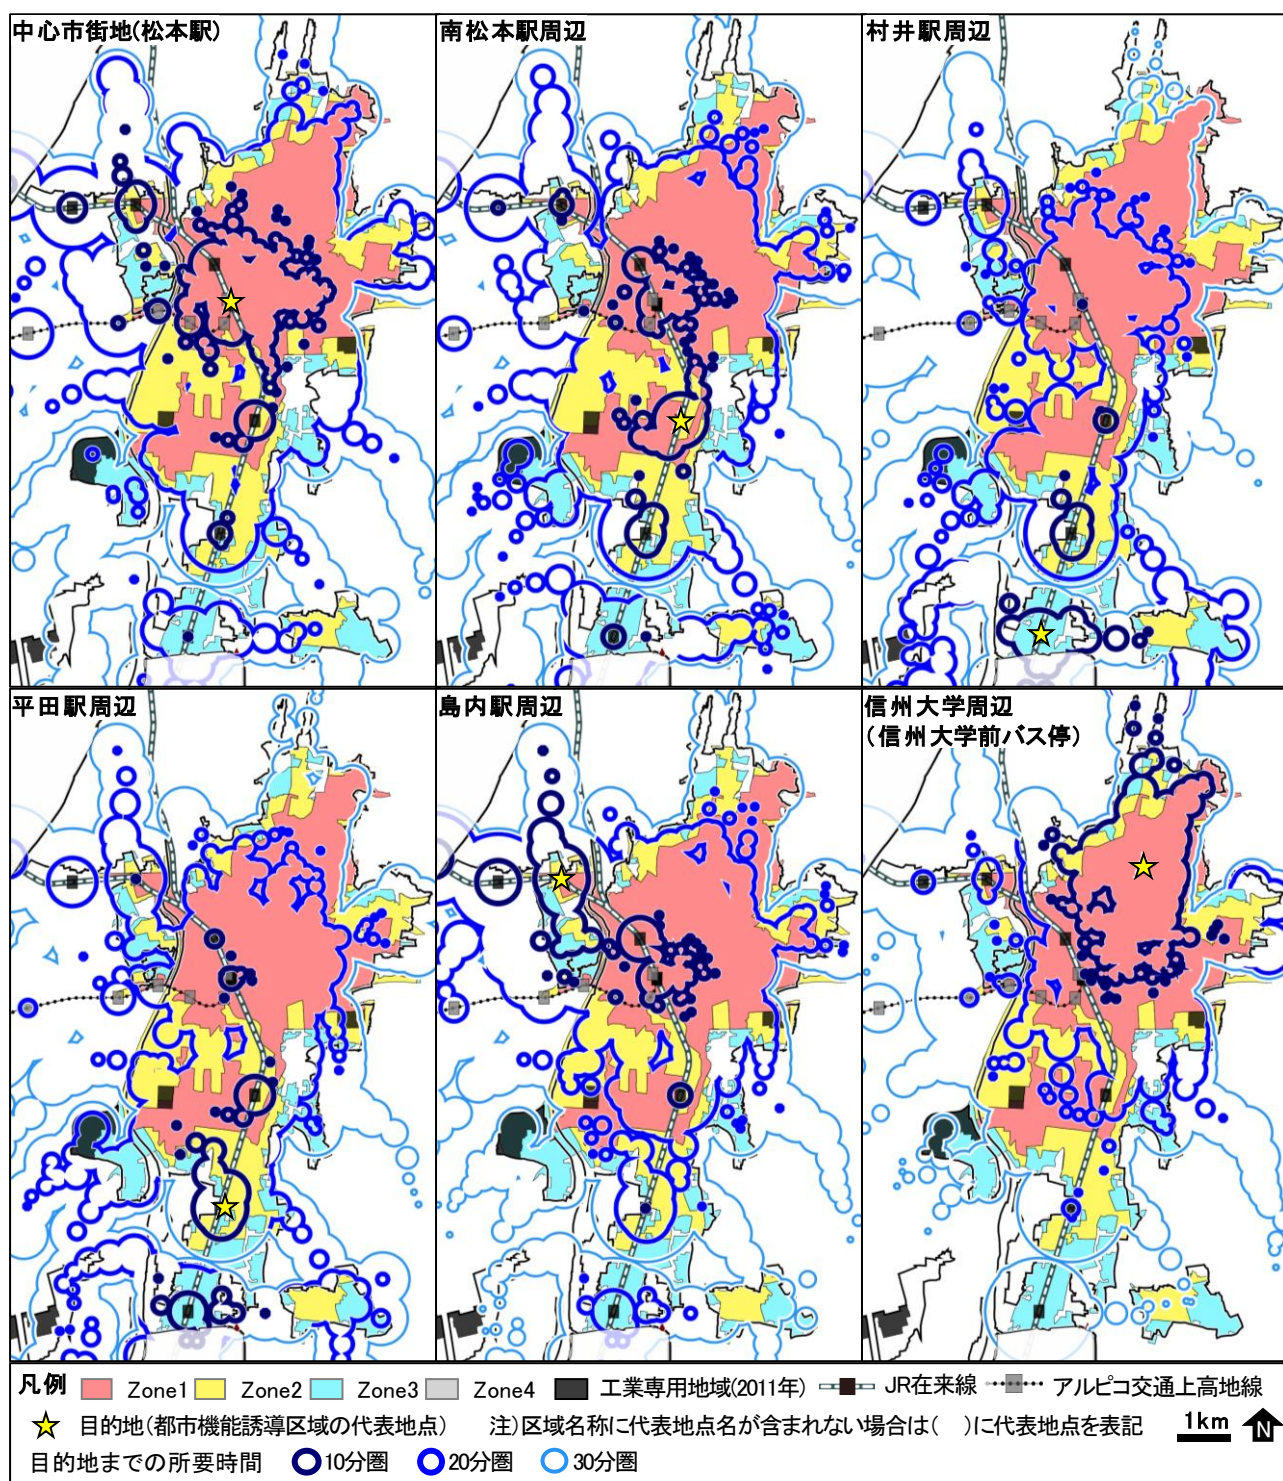 中心市街地(松本駅)
南松本駅周辺
村井駅周辺
平田駅周辺
島内駅周辺
信州大学周辺
(信州大学前バス停)
凡例 Zone1 Zone2 Zone3 Zone4 工業専用地域(2011年) JR在来線 アルピコ交通上高地線
目的地(都市機能誘導区域の代表地点) 注)区域名称に代表地点名が含まれない場合は( )に代表地点を表記 1km N
目的地までの所要時間 10分圏 20分圏 30分圏